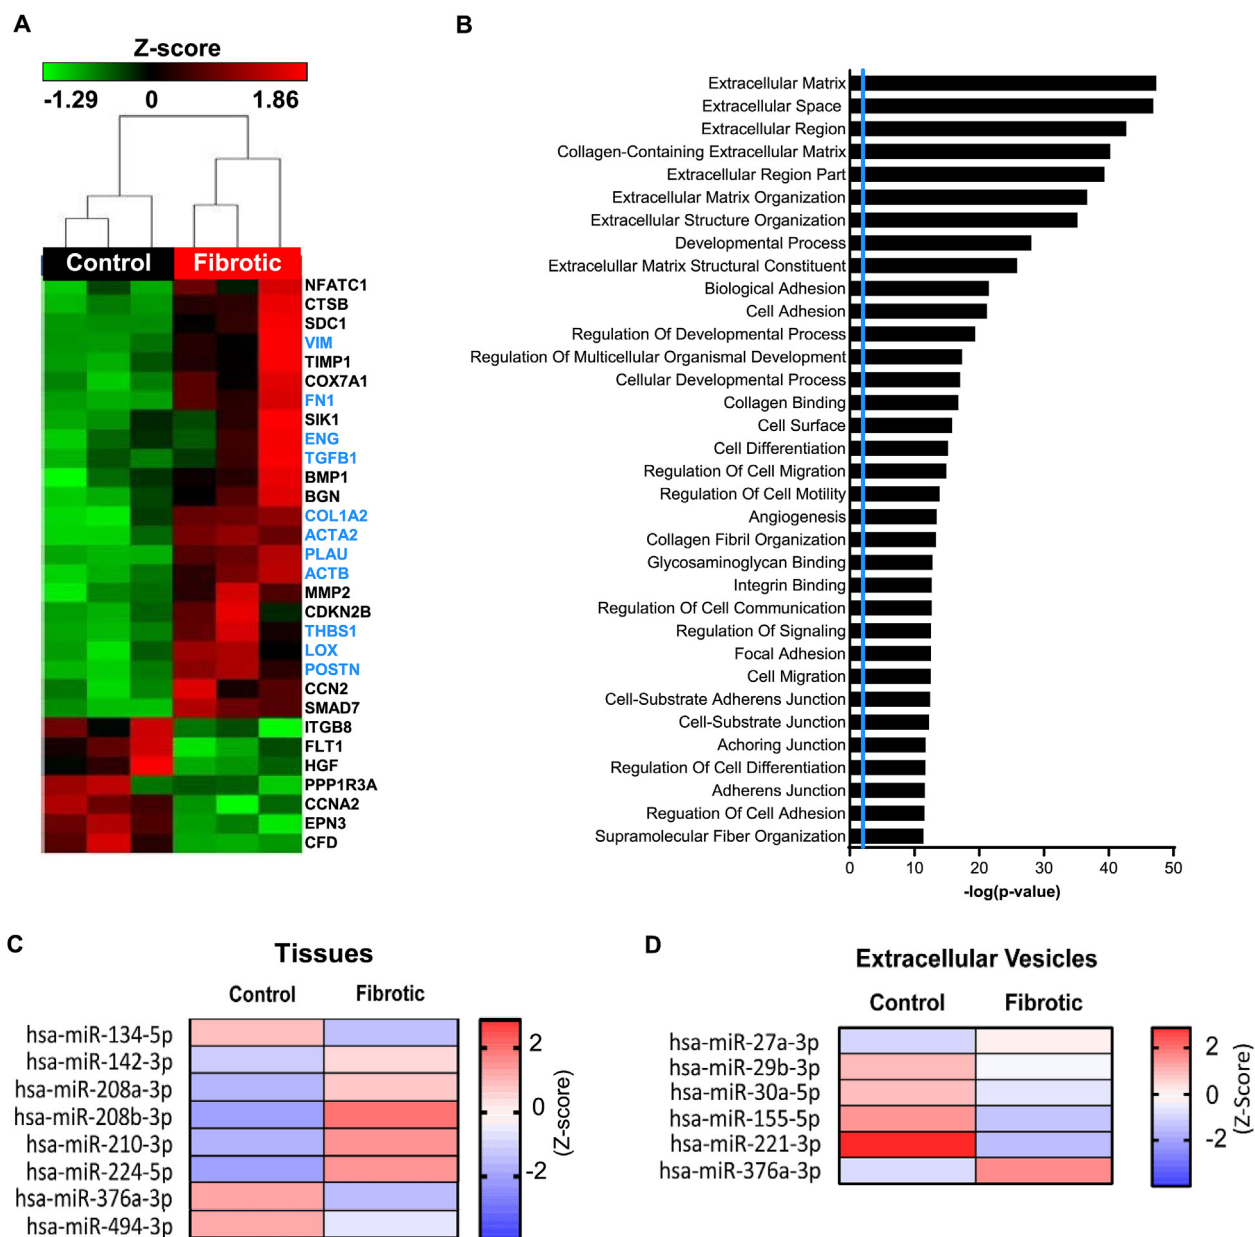 A
Z-score
-1.29 0 1.86
Control Fibrotic
NFATC1
CTSB
SDC1
VIM
TIMP1
COX7A1
FN1
SIK1
ENG
TGFB1
BMP1
BGN
COL1A2
ACTA2
PLAU
ACTB
MMP2
CDKN2B
THBS1
LOX
POSTN
CCN2
SMAD7
ITGB8
FLT1
HGF
PPP1R3A
CCNA2
EPN3
CFD
B
Extracellular Matrix
Extracellular Space
Extracellular Region
Collagen-Containing Extracellular Matrix
Extracellular Region Part
Extracellular Matrix Organization
Extracellular Structure Organization
Developmental Process
Extracelullar Matrix Structural Constituent
Biological Adhesion
Cell Adhesion
Regulation Of Developmental Process
Regulation Of Multicellular Organismal Development
Cellular Developmental Process
Collagen Binding
Cell Surface
Cell Differentiation
Regulation Of Cell Migration
Regulation Of Cell Motility
Angiogenesis
Collagen Fibril Organization
Glycosaminoglycan Binding
Integrin Binding
Regulation Of Cell Communication
Regulation Of Signaling
Focal Adhesion
Cell Migration
Cell-Substrate Adherens Junction
Cell-Substrate Junction
Achoring Junction
Regulation Of Cell Differentiation
Adherens Junction
Reguation Of Cell Adhesion
Supramolecular Fiber Organization
0 10 20 30 40 50
-log(p-value)
C
Tissues
Control Fibrotic
hsa-miR-134-5p
hsa-miR-142-3p
hsa-miR-208a-3p
hsa-miR-208b-3p
hsa-miR-210-3p
hsa-miR-224-5p
hsa-miR-376a-3p
hsa-miR-494-3p
2
0
-2
(Z-score)
D
Extracellular Vesicles
Control Fibrotic
hsa-miR-27a-3p
hsa-miR-29b-3p
hsa-miR-30a-5p
hsa-miR-155-5p
hsa-miR-221-3p
hsa-miR-376a-3p
2
0
-2
(Z-Score)